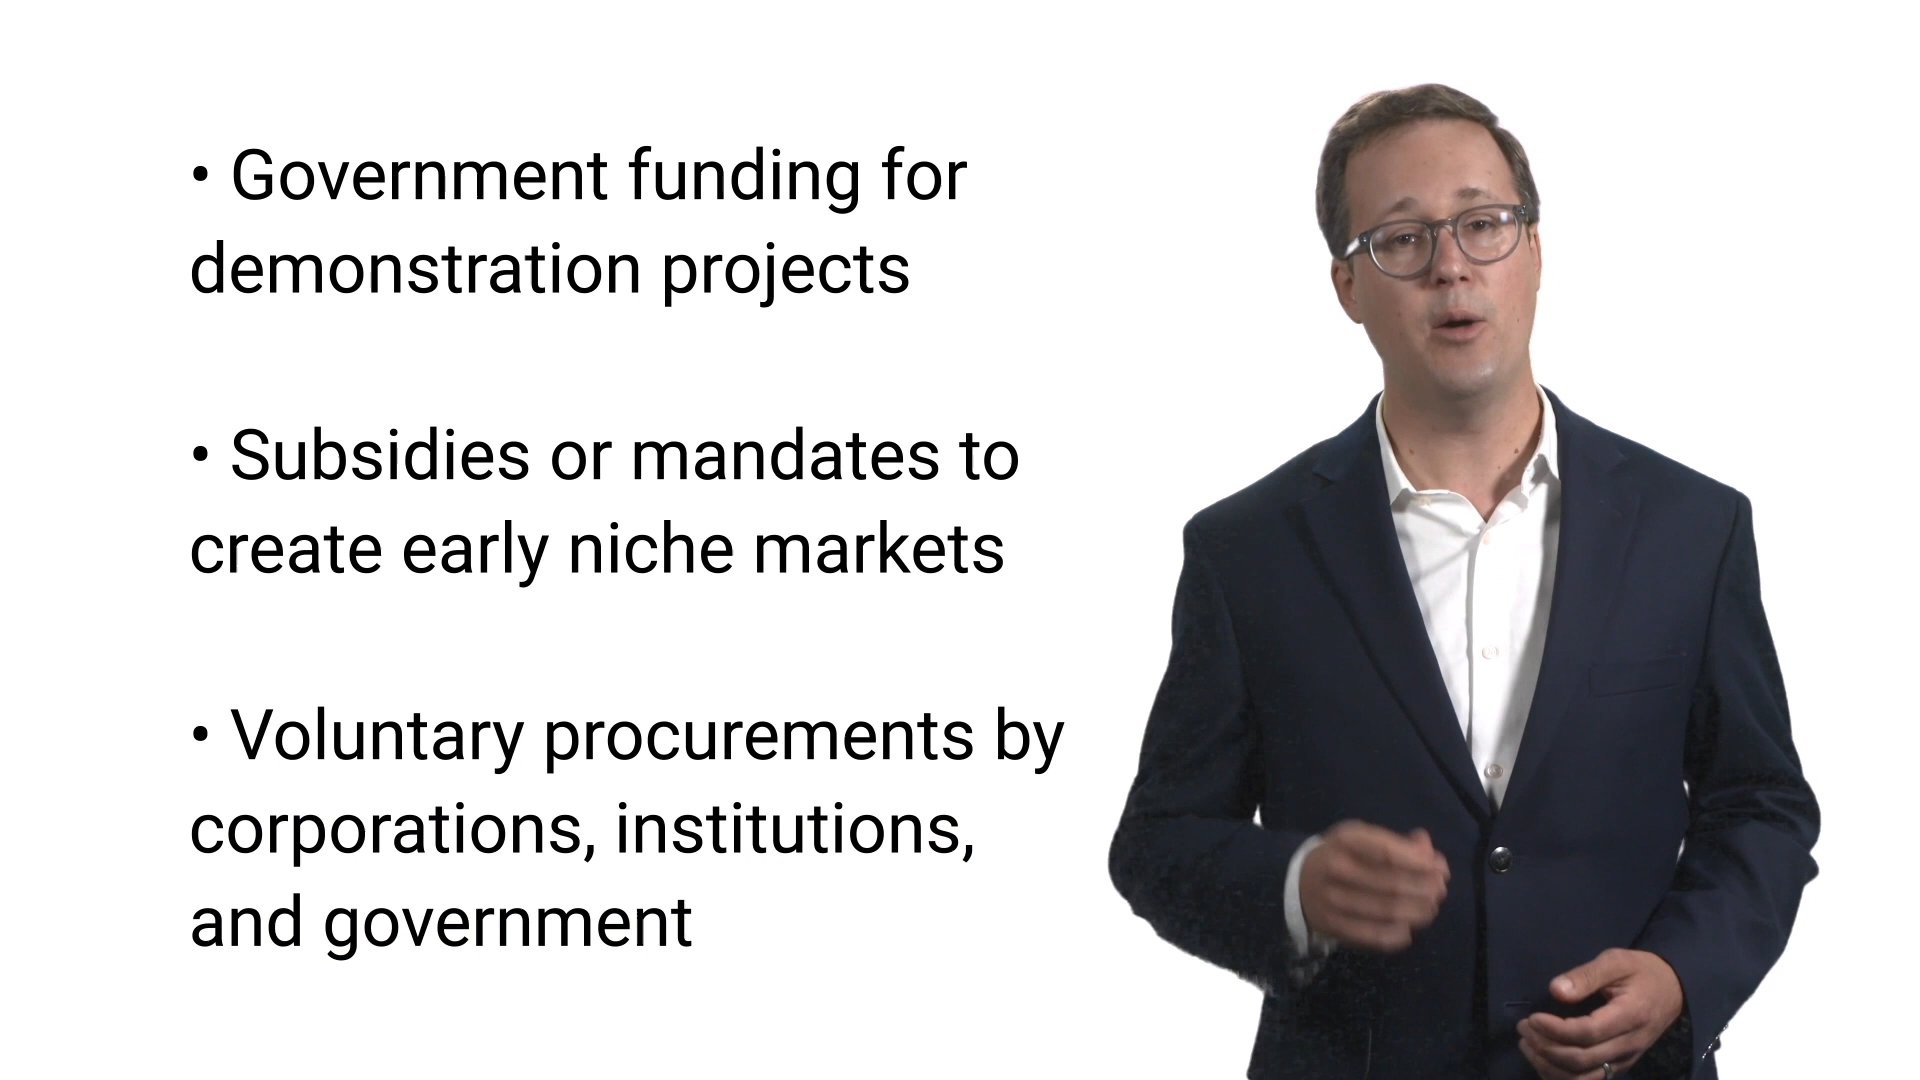 • Government funding for
demonstration projects
• Subsidies or mandates to
create early niche markets
• Voluntary procurements by
corporations, institutions,
and government